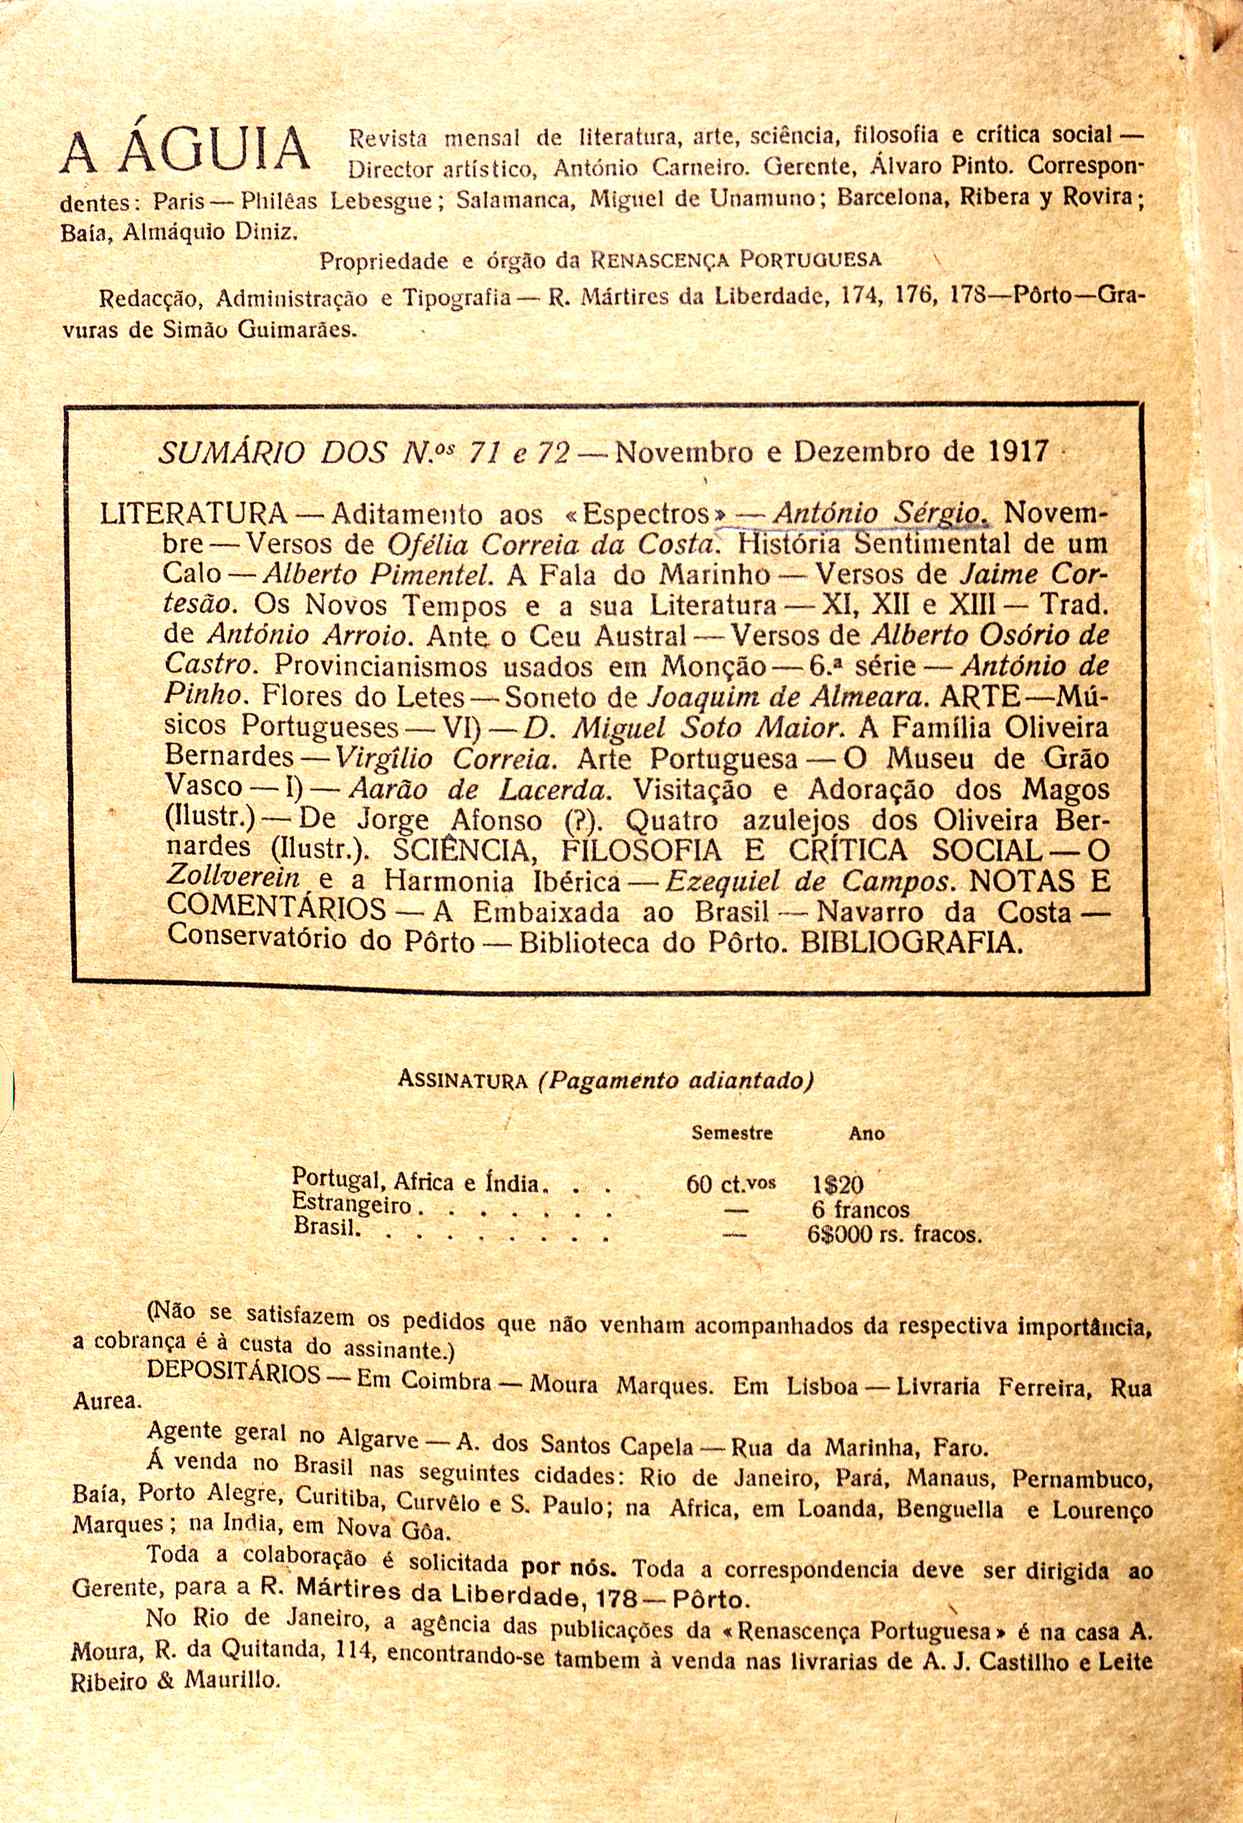 A ÁGUIA Revista mensal de literatura, arte, sciência, filosofia e crítica social —
Director artístico, António Carneiro. Gerente, Álvaro Pinto. Correspon-
dentes: Paris — Philêas Lebesgue; Salamanca, Miguel de Unamuno; Barcelona, Ribera y Rovira;
Baía, Almáquio Diniz.
Propriedade e órgão da RENASCENÇA PORTUGUESA
Redacção, Administração e Tipografia — R. Mártires da Liberdade, 174, 176, 178—Pôrto—Gra-
vuras de Simão Guimarães.
SUMÁRIO DOS N.os 71 e 72 — Novembro e Dezembro de 1917
LITERATURA — Aditamento aos «Espectros» — António Sérgio. Novem-
bre — Versos de Ofélia Correia da Costa. História Sentimental de um
Calo — Alberto Pimentel. A Fala do Marinho — Versos de Jaime Cor-
tesão. Os Novos Tempos e a sua Literatura — XI, XII e XIII — Trad.
de António Arroio. Ante o Ceu Austral — Versos de Alberto Osório de
Castro. Provincianismos usados em Monção — 6.ª série — António de
Pinho. Flores do Letes — Soneto de Joaquim de Almeara. ARTE — Mú-
sicos Portugueses — VI) — D. Miguel Soto Maior. A Família Oliveira
Bernardes — Virgílio Correia. Arte Portuguesa — O Museu de Grão
Vasco — I) — Aarão de Lacerda. Visitação e Adoração dos Magos
(Ilustr.) — De Jorge Afonso (?). Quatro azulejos dos Oliveira Ber-
nardes (Ilustr.). SCIÊNCIA, FILOSOFIA E CRÍTICA SOCIAL — O
Zollverein e a Harmonia Ibérica — Ezequiel de Campos. NOTAS E
COMENTÁRIOS — A Embaixada ao Brasil — Navarro da Costa —
Conservatório do Pôrto — Biblioteca do Pôrto. BIBLIOGRAFIA.
ASSINATURA (Pagamento adiantado)
Semestre Ano
Portugal, Africa e Índia. . . 60 ct.vos 1$20
Estrangeiro . . . . . . . — 6 francos
Brasil. . . . . . . . . — 6$000 rs. fracos.
(Não se satisfazem os pedidos que não venham acompanhados da respectiva importância,
a cobrança é à custa do assinante.)
DEPOSITÁRIOS — Em Coimbra — Moura Marques. Em Lisboa — Livraria Ferreira, Rua
Aurea.
Agente geral no Algarve — A. dos Santos Capela — Rua da Marinha, Faro.
Á venda no Brasil nas seguintes cidades: Rio de Janeiro, Pará, Manaus, Pernambuco,
Baía, Porto Alegre, Curitiba, Curvêlo e S. Paulo; na Africa, em Loanda, Benguella e Lourenço
Marques; na India, em Nova Gôa.
Toda a colaboração é solicitada por nós. Toda a correspondencia deve ser dirigida ao
Gerente, para a R. Mártires da Liberdade, 178 — Pôrto.
No Rio de Janeiro, a agência das publicações da «Renascença Portuguesa» é na casa A.
Moura, R. da Quitanda, 114, encontrando-se tambem à venda nas livrarias de A. J. Castilho e Leite
Ribeiro & Maurillo.